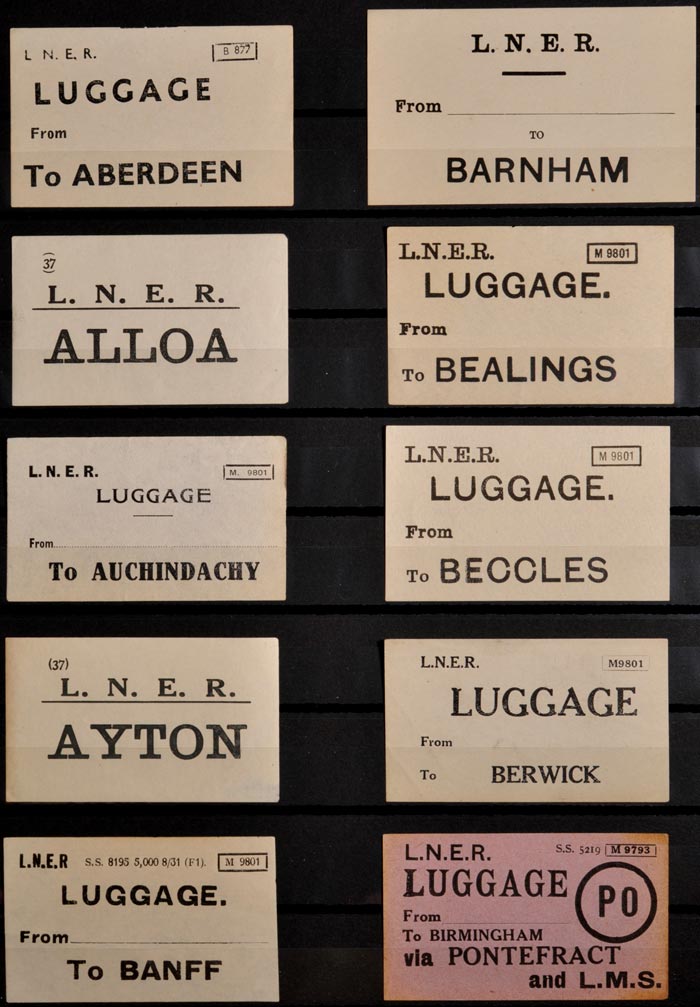 L N. E. R. B 877
LUGGAGE
From
To ABERDEEN
(37)
L. N. E. R.
ALLOA
L. N. E. R. M. 9801
LUGGAGE
From
To AUCHINDACHY
(37)
L. N. E. R.
AYTON
L.N.E.R S.S. 8195 5,000 8/31 (F1). M 9801
LUGGAGE.
From
To BANFF
L. N. E. R.
From
TO
BARNHAM
L.N.E.R. M 9801
LUGGAGE.
From
To BEALINGS
L.N.E.R. M 9801
LUGGAGE.
From
To BECCLES
L.N.E.R. M9801
LUGGAGE
From
To BERWICK
L.N.E.R. S.S. 5219 M 9793
LUGGAGE PO
From
To BIRMINGHAM
via PONTEFRACT
and L.M.S.